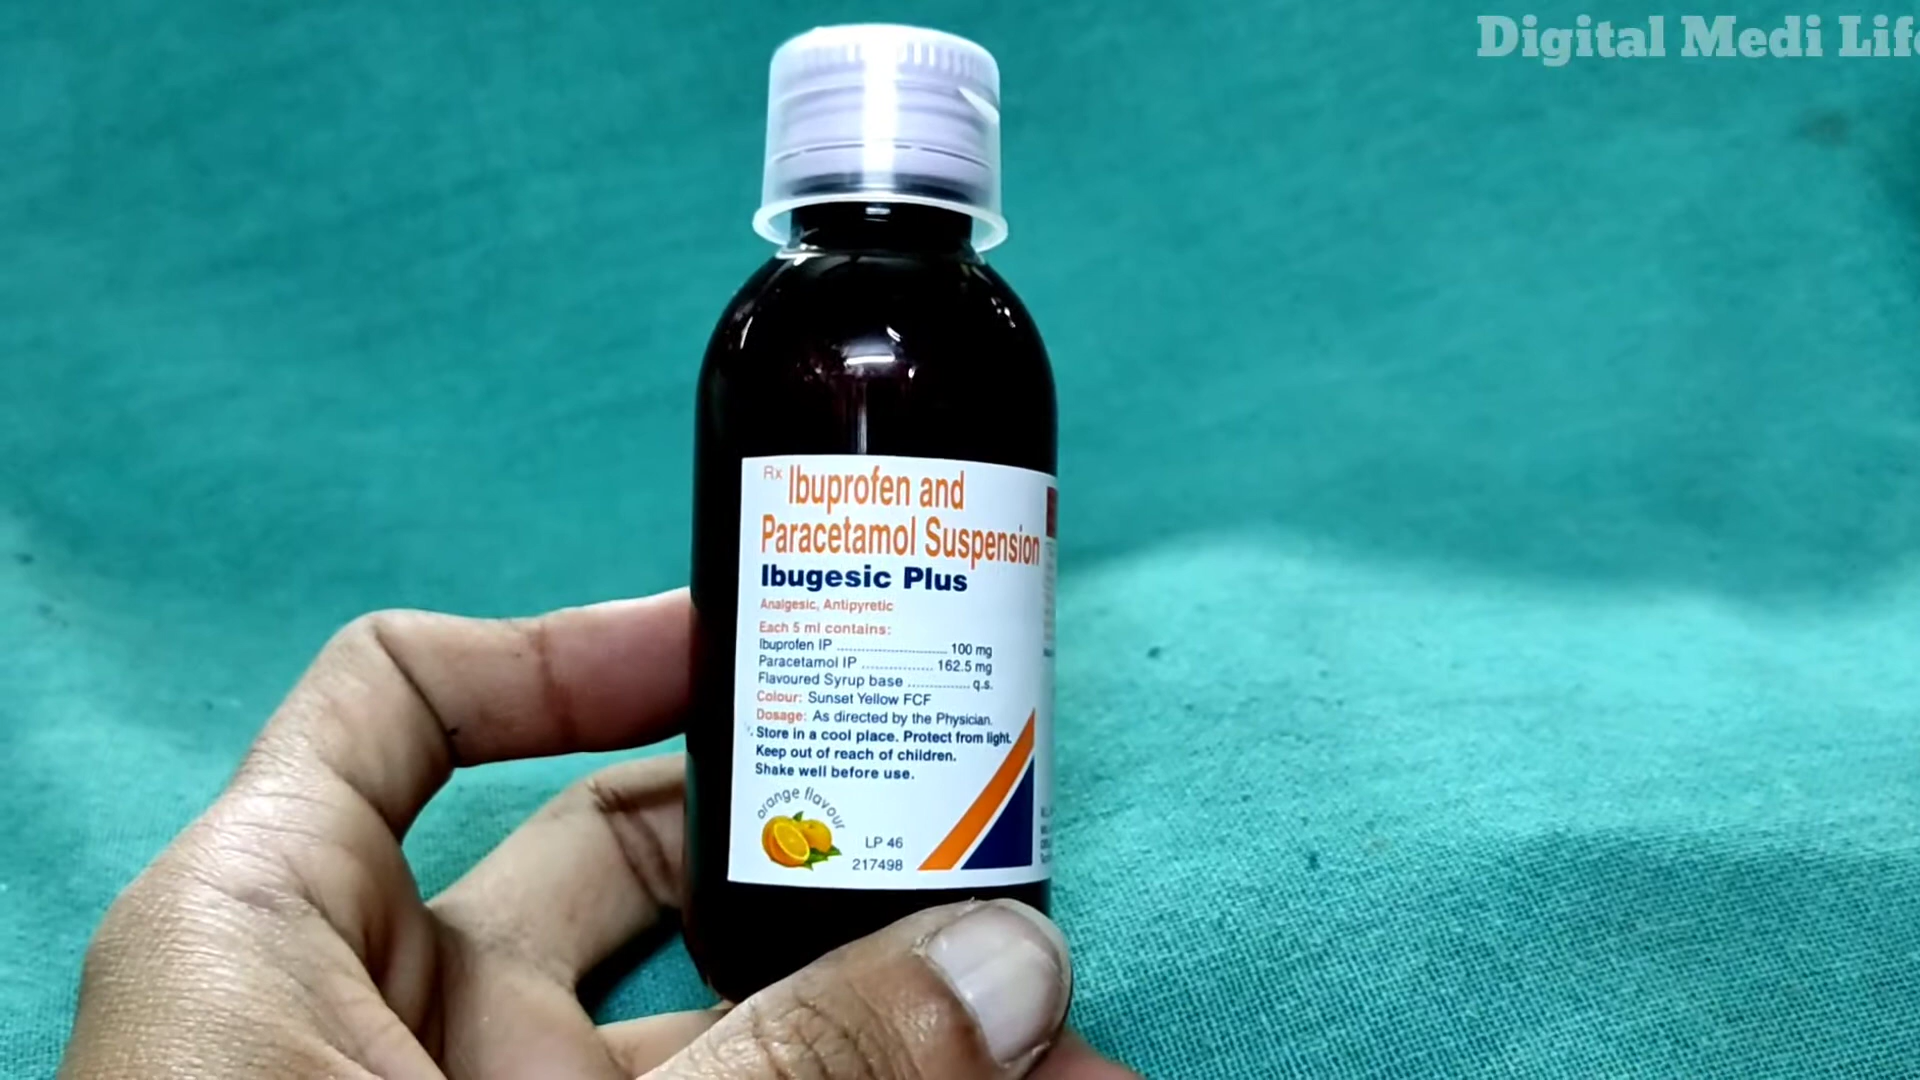 Digital Medi Life
Rx Ibuprofen and
Paracetamol Suspension
Ibugesic Plus
Analgesic, Antipyretic
Each 5 ml contains:
Ibuprofen IP ........................... 100 mg
Paracetamol IP ................. 162.5 mg
Flavoured Syrup base ............... q.s.
Colour: Sunset Yellow FCF
Dosage: As directed by the Physician.
Store in a cool place. Protect from light.
Keep out of reach of children.
Shake well before use.
orange flavour
LP 46
217498